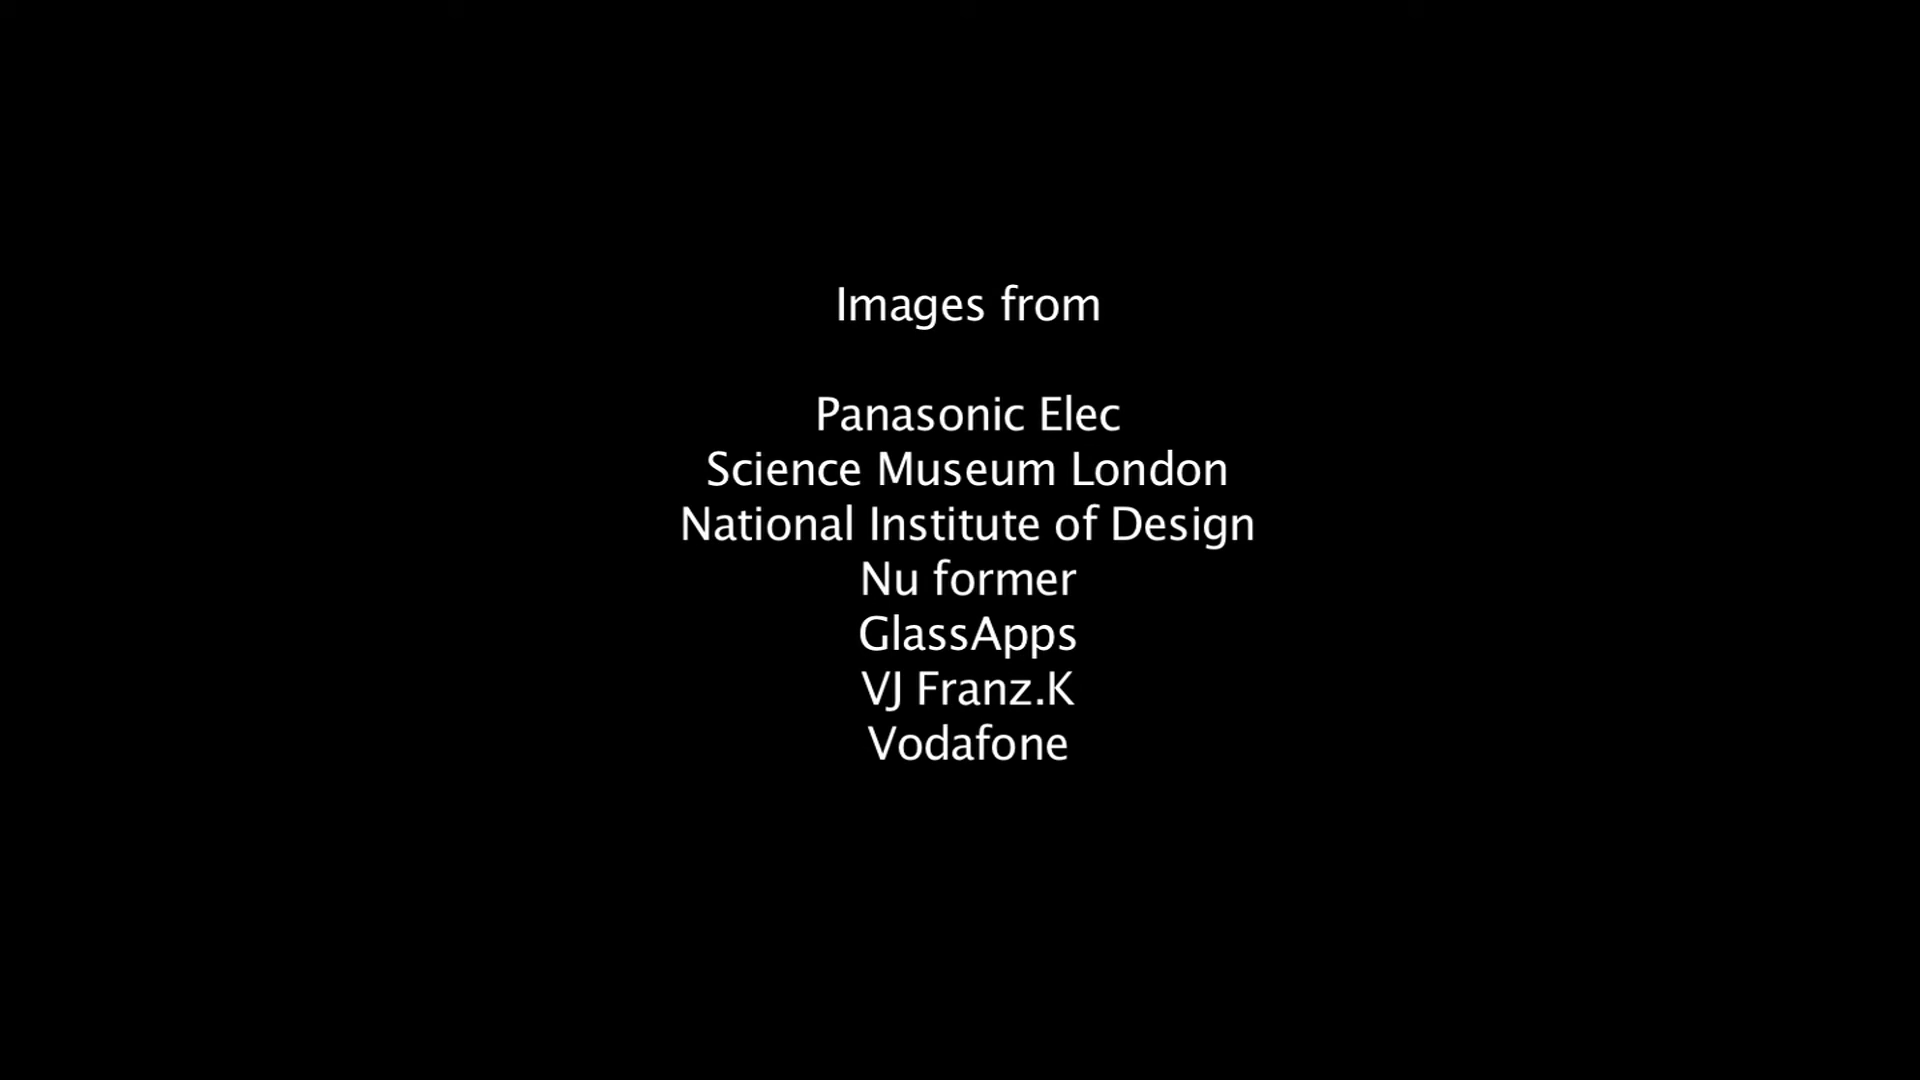 Images from
Panasonic Elec
Science Museum London
National Institute of Design
Nu former
GlassApps
VJ Franz.K
Vodafone